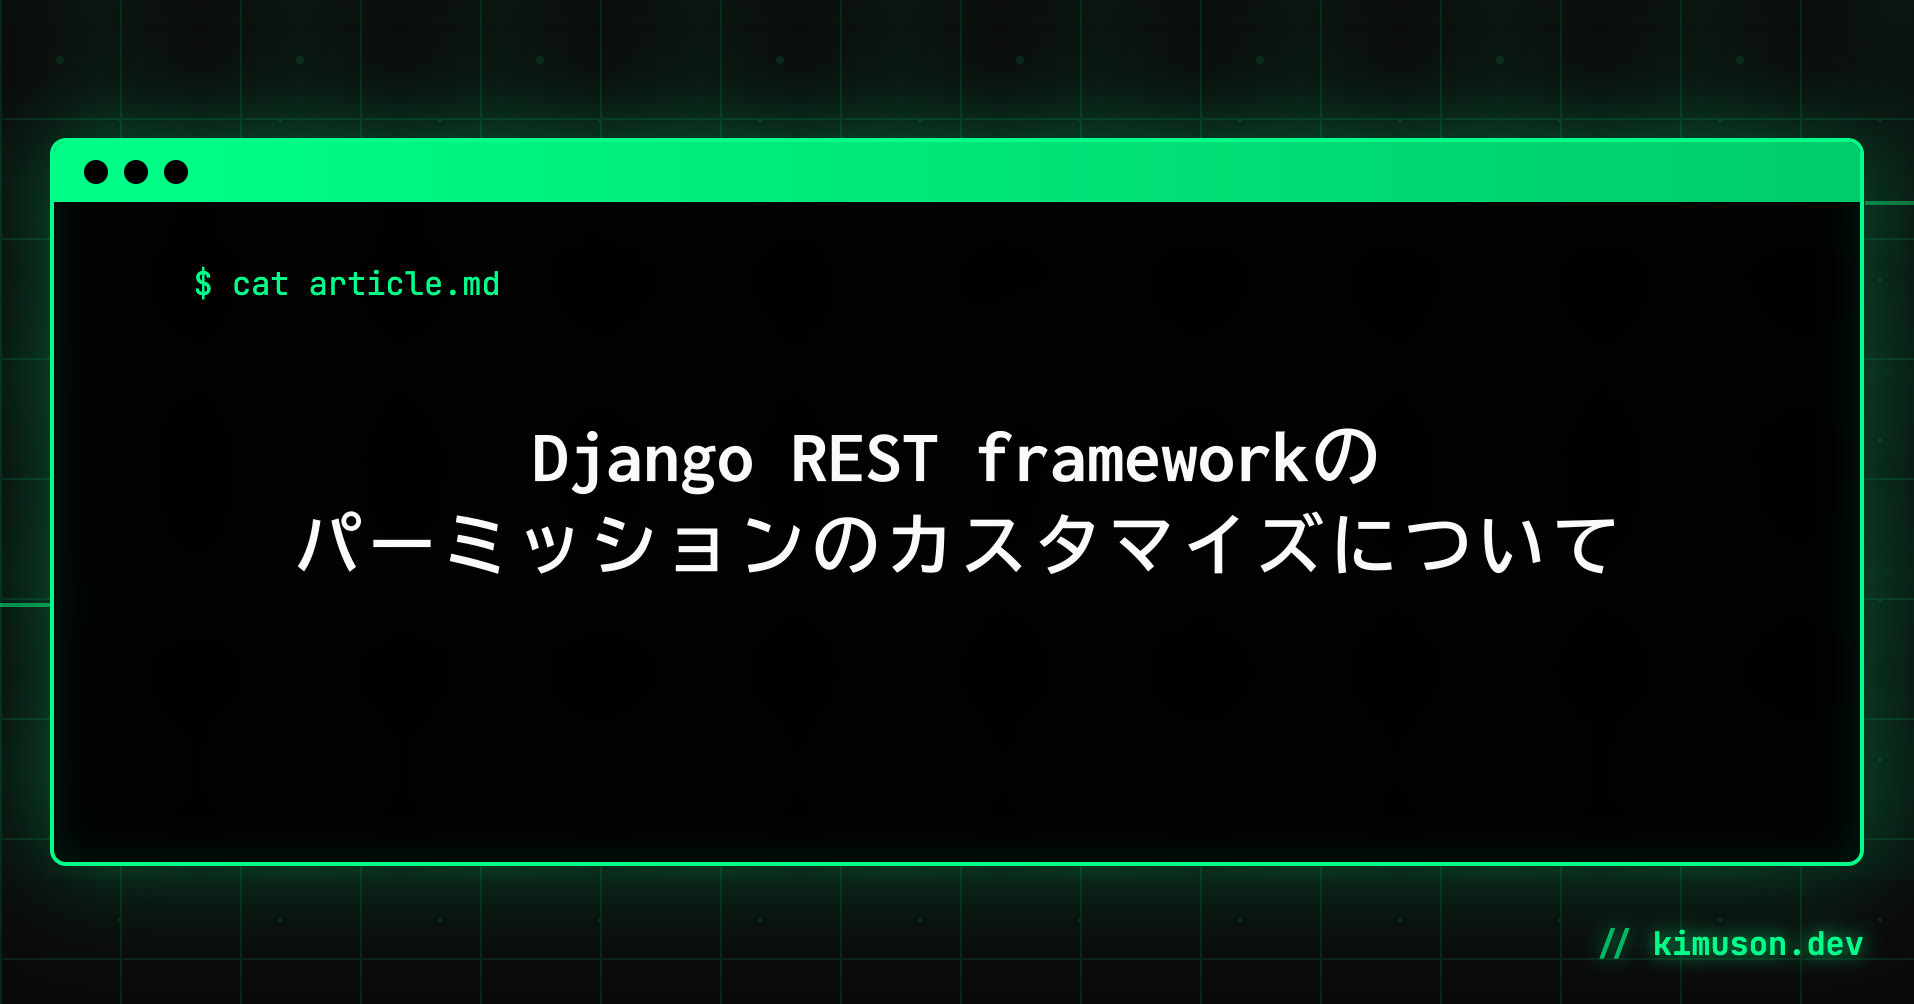 $ cat article.md
Django REST frameworkの
パーミッションのカスタマイズについて
// kimuson.dev